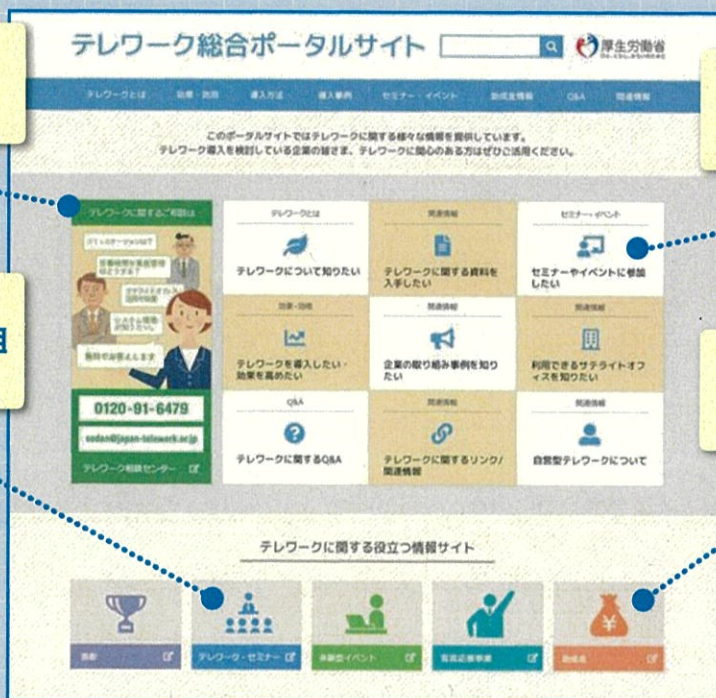 テレワーク総合ポータルサイト
厚生労働省
テレワークとは 効果・効用 導入方法 導入事例 セミナー・イベント 助成金情報 Q&A 関連情報
このポータルサイトではテレワークに関する様々な情報を提供しています。
テレワーク導入を検討している企業の皆さま、テレワークに関心のある方はぜひご活用ください。
テレワークに関するご相談は
無料でお答えします
0120-91-6479
sodan@japan-telework.or.jp
テレワーク相談センター
テレワークとは
テレワークについて知りたい
関連情報
テレワークに関する資料を
入手したい
セミナー・イベント
セミナーやイベントに参加
したい
効果・効用
テレワークを導入したい・
効果を高めたい
関連情報
企業の取り組み事例を知り
たい
関連情報
利用できるサテライトオフ
ィスを知りたい
Q&A
テレワークに関するQ&A
関連情報
テレワークに関するリンク/
関連情報
関連情報
自営型テレワークについて
テレワークに関する役立つ情報サイト
表彰
テレワーク・セミナー
体験型イベント
助成金